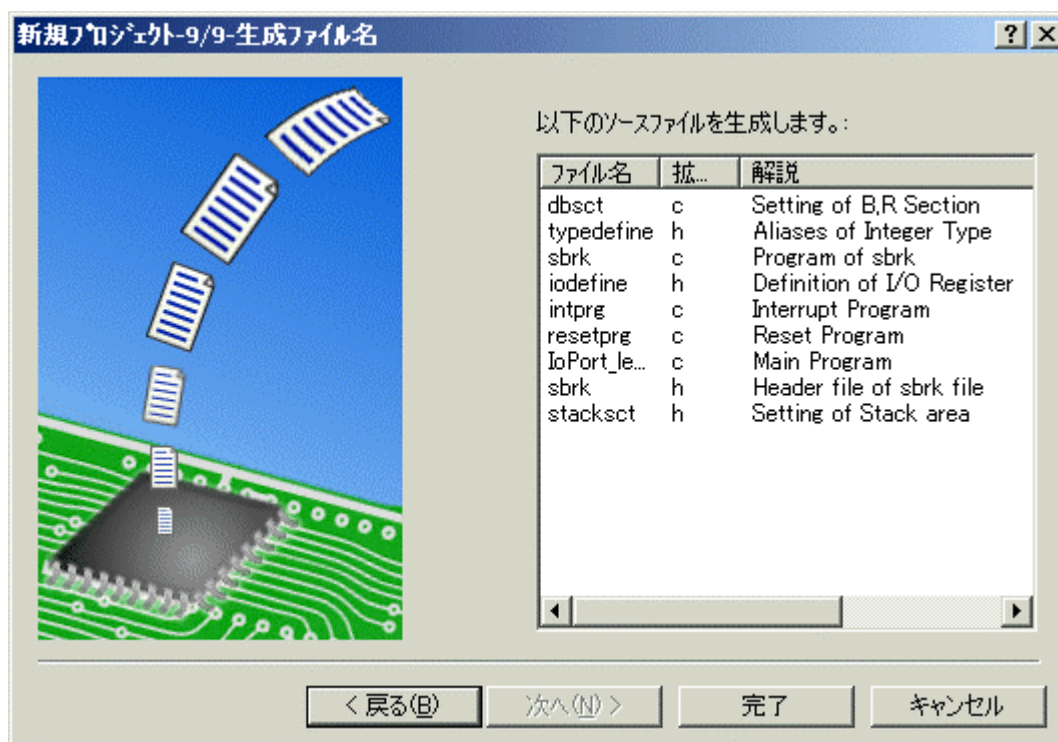 新規ﾌﾟﾛｼﾞｪｸﾄ-9/9-生成ﾌｧｲﾙ名
以下のｿｰｽﾌｧｲﾙを生成します。:
ﾌｧｲﾙ名 拡... 解説
dbsct c Setting of B,R Section
typedefine h Aliases of Integer Type
sbrk c Program of sbrk
iodefine h Definition of I/O Register
intprg c Interrupt Program
resetprg c Reset Program
IoPort_le... c Main Program
sbrk h Header file of sbrk file
stacksct h Setting of Stack area
< 戻る(B) 次へ(N) > 完了 ｷｬﾝｾﾙ